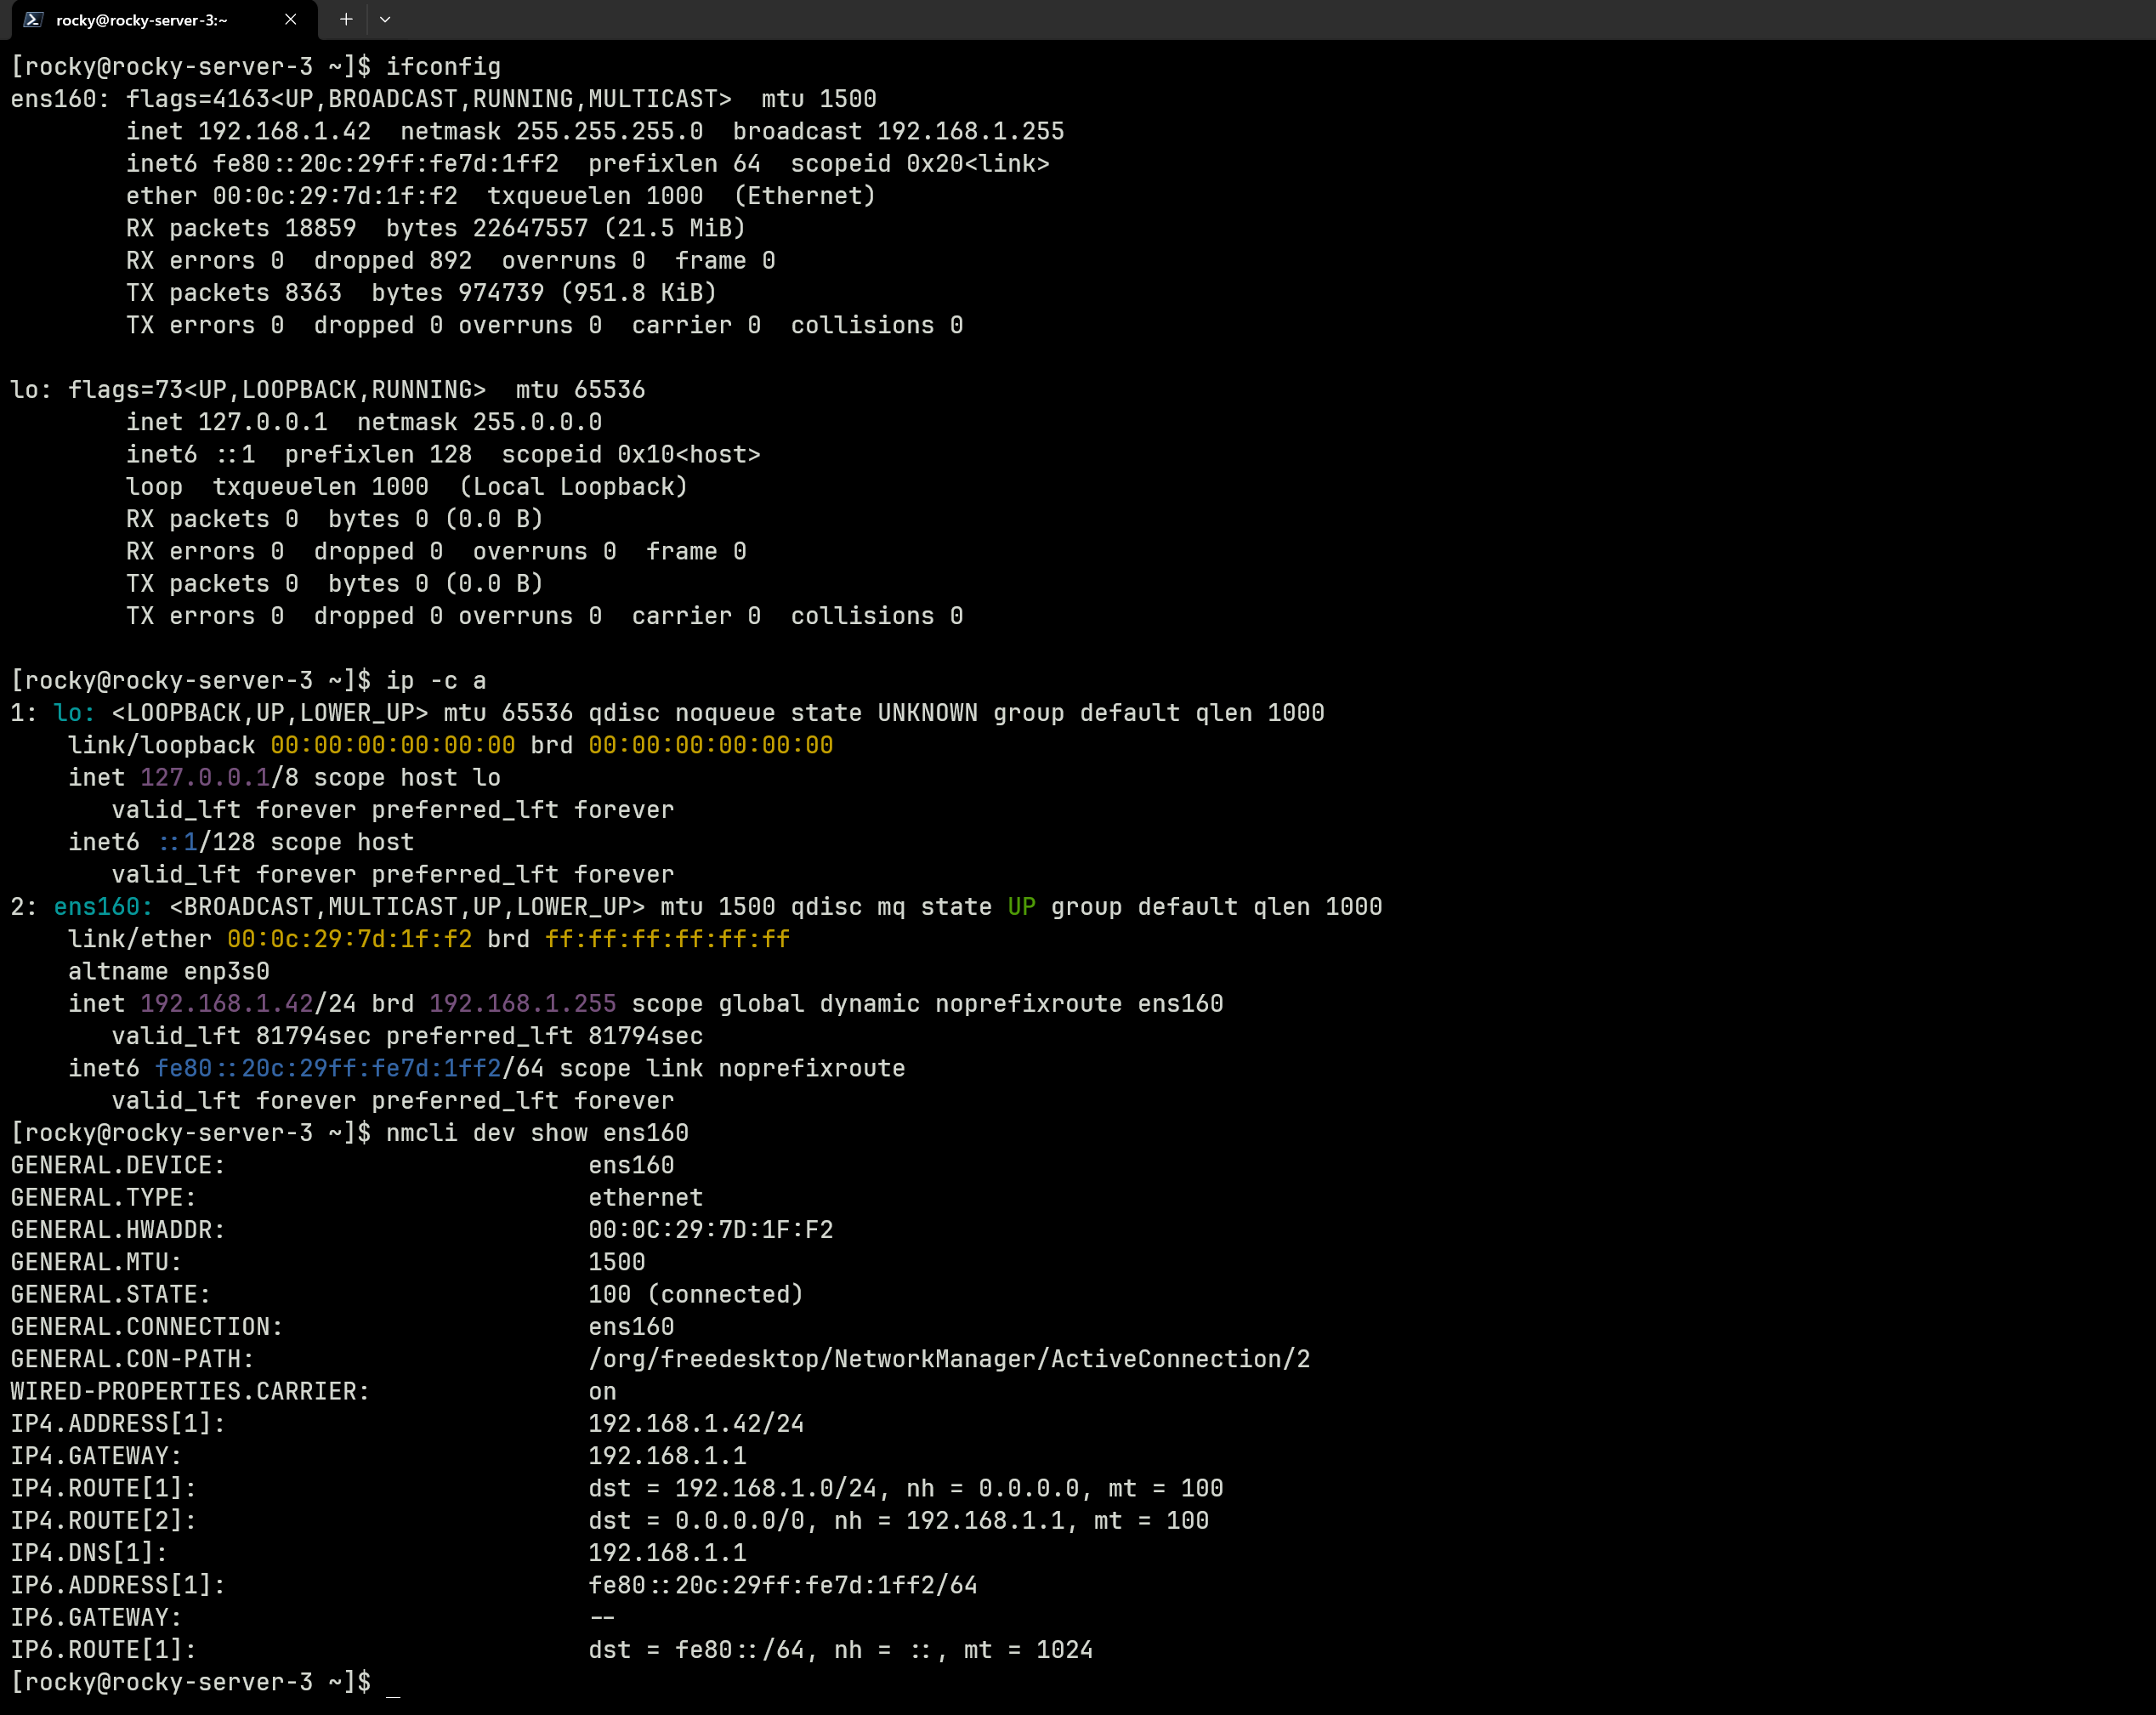 rocky@rocky-server-3:~
[rocky@rocky-server-3 ~]$ ifconfig
ens160: flags=4163<UP,BROADCAST,RUNNING,MULTICAST>  mtu 1500
        inet 192.168.1.42  netmask 255.255.255.0  broadcast 192.168.1.255
        inet6 fe80::20c:29ff:fe7d:1ff2  prefixlen 64  scopeid 0x20<link>
        ether 00:0c:29:7d:1f:f2  txqueuelen 1000  (Ethernet)
        RX packets 18859  bytes 22647557 (21.5 MiB)
        RX errors 0  dropped 892  overruns 0  frame 0
        TX packets 8363  bytes 974739 (951.8 KiB)
        TX errors 0  dropped 0 overruns 0  carrier 0  collisions 0

lo: flags=73<UP,LOOPBACK,RUNNING>  mtu 65536
        inet 127.0.0.1  netmask 255.0.0.0
        inet6 ::1  prefixlen 128  scopeid 0x10<host>
        loop  txqueuelen 1000  (Local Loopback)
        RX packets 0  bytes 0 (0.0 B)
        RX errors 0  dropped 0  overruns 0  frame 0
        TX packets 0  bytes 0 (0.0 B)
        TX errors 0  dropped 0 overruns 0  carrier 0  collisions 0

[rocky@rocky-server-3 ~]$ ip -c a
1: lo: <LOOPBACK,UP,LOWER_UP> mtu 65536 qdisc noqueue state UNKNOWN group default qlen 1000
    link/loopback 00:00:00:00:00:00 brd 00:00:00:00:00:00
    inet 127.0.0.1/8 scope host lo
       valid_lft forever preferred_lft forever
    inet6 ::1/128 scope host
       valid_lft forever preferred_lft forever
2: ens160: <BROADCAST,MULTICAST,UP,LOWER_UP> mtu 1500 qdisc mq state UP group default qlen 1000
    link/ether 00:0c:29:7d:1f:f2 brd ff:ff:ff:ff:ff:ff
    altname enp3s0
    inet 192.168.1.42/24 brd 192.168.1.255 scope global dynamic noprefixroute ens160
       valid_lft 81794sec preferred_lft 81794sec
    inet6 fe80::20c:29ff:fe7d:1ff2/64 scope link noprefixroute
       valid_lft forever preferred_lft forever
[rocky@rocky-server-3 ~]$ nmcli dev show ens160
GENERAL.DEVICE:                         ens160
GENERAL.TYPE:                           ethernet
GENERAL.HWADDR:                         00:0C:29:7D:1F:F2
GENERAL.MTU:                            1500
GENERAL.STATE:                          100 (connected)
GENERAL.CONNECTION:                     ens160
GENERAL.CON-PATH:                       /org/freedesktop/NetworkManager/ActiveConnection/2
WIRED-PROPERTIES.CARRIER:               on
IP4.ADDRESS[1]:                         192.168.1.42/24
IP4.GATEWAY:                            192.168.1.1
IP4.ROUTE[1]:                           dst = 192.168.1.0/24, nh = 0.0.0.0, mt = 100
IP4.ROUTE[2]:                           dst = 0.0.0.0/0, nh = 192.168.1.1, mt = 100
IP4.DNS[1]:                             192.168.1.1
IP6.ADDRESS[1]:                         fe80::20c:29ff:fe7d:1ff2/64
IP6.GATEWAY:                            --
IP6.ROUTE[1]:                           dst = fe80::/64, nh = ::, mt = 1024
[rocky@rocky-server-3 ~]$ _